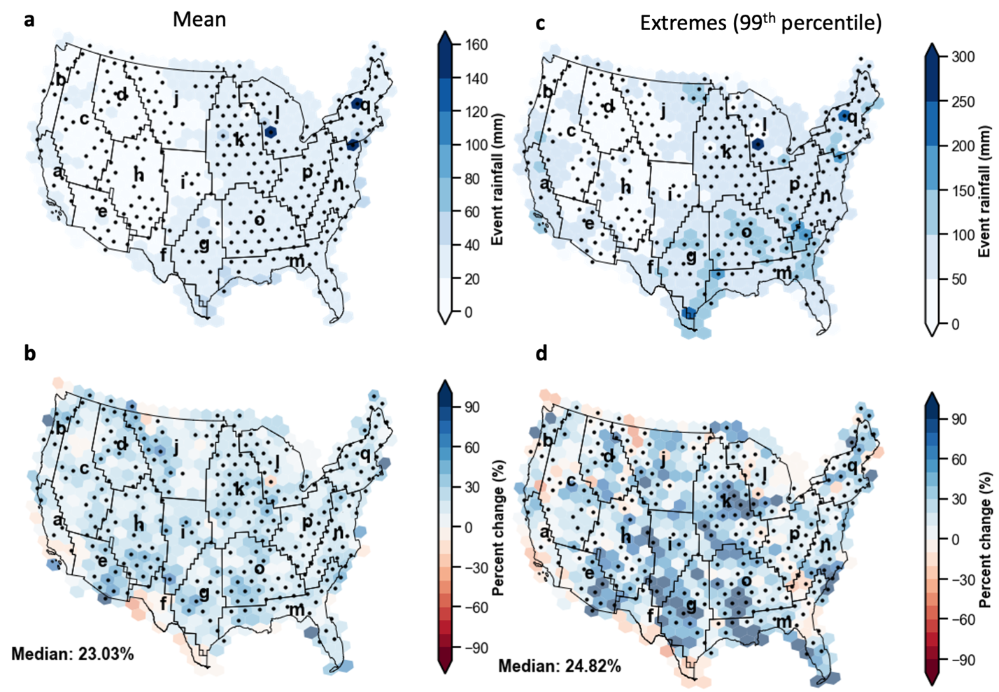 a
Mean
c
Extremes (99th percentile)
b
d
j
c
l
q
k
a
h
i
p
n
e
o
f
g
m
160
140
120
100
80
60
40
20
0
Event rainfall (mm)
b
d
j
c
l
q
k
a
h
i
p
n
e
o
f
g
m
300
250
200
150
100
50
0
Event rainfall (mm)
b
d
b
d
j
c
l
q
k
a
h
i
p
n
e
o
f
g
m
Median: 23.03%
90
60
30
0
−30
−60
−90
Percent change (%)
b
d
j
c
l
q
k
a
h
i
p
n
e
o
f
g
m
Median: 24.82%
90
60
30
0
−30
−60
−90
Percent change (%)